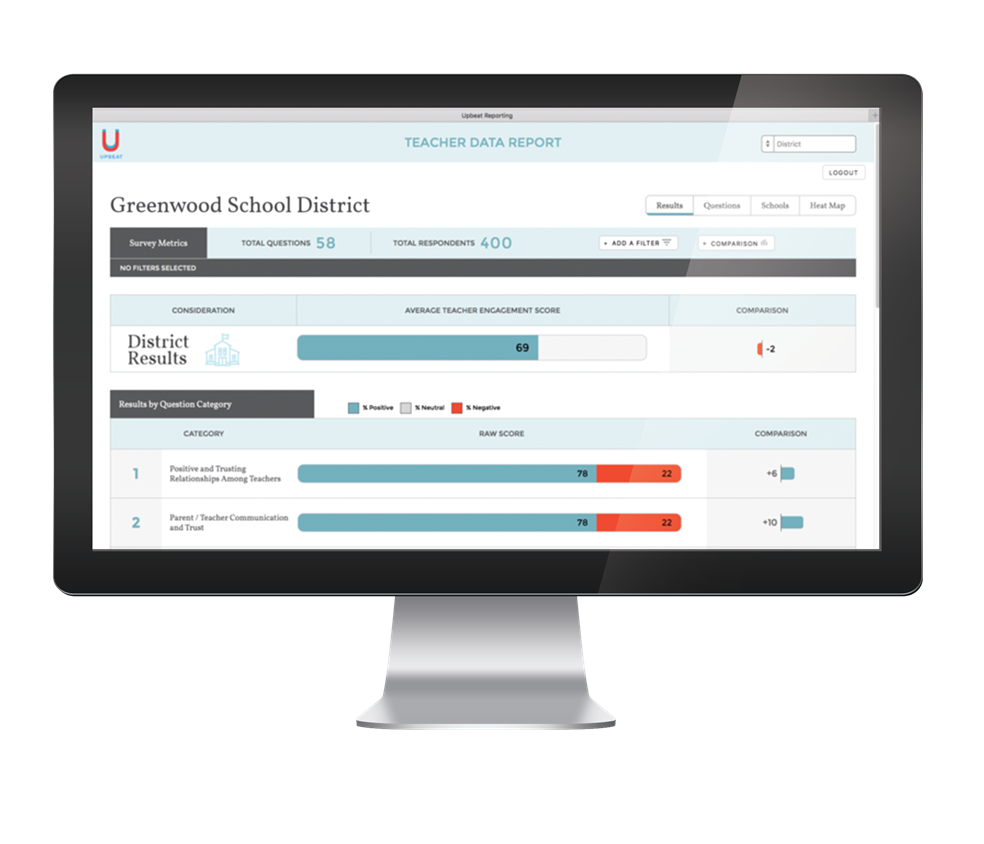 Upbeat Reporting
+
UPBEAT
TEACHER DATA REPORT
District
LOGOUT
Greenwood School District
Results Questions Schools Heat Map
Survey Metrics TOTAL QUESTIONS 58 TOTAL RESPONDENTS 400 + ADD A FILTER + COMPARISON
NO FILTERS SELECTED
CONSIDERATION AVERAGE TEACHER ENGAGEMENT SCORE COMPARISON
District
Results
69 -2
Results by Question Category % Positive % Neutral % Negative
CATEGORY RAW SCORE COMPARISON
1 Positive and Trusting
Relationships Among Teachers
78 22 +6
2 Parent / Teacher Communication
and Trust
78 22 +10